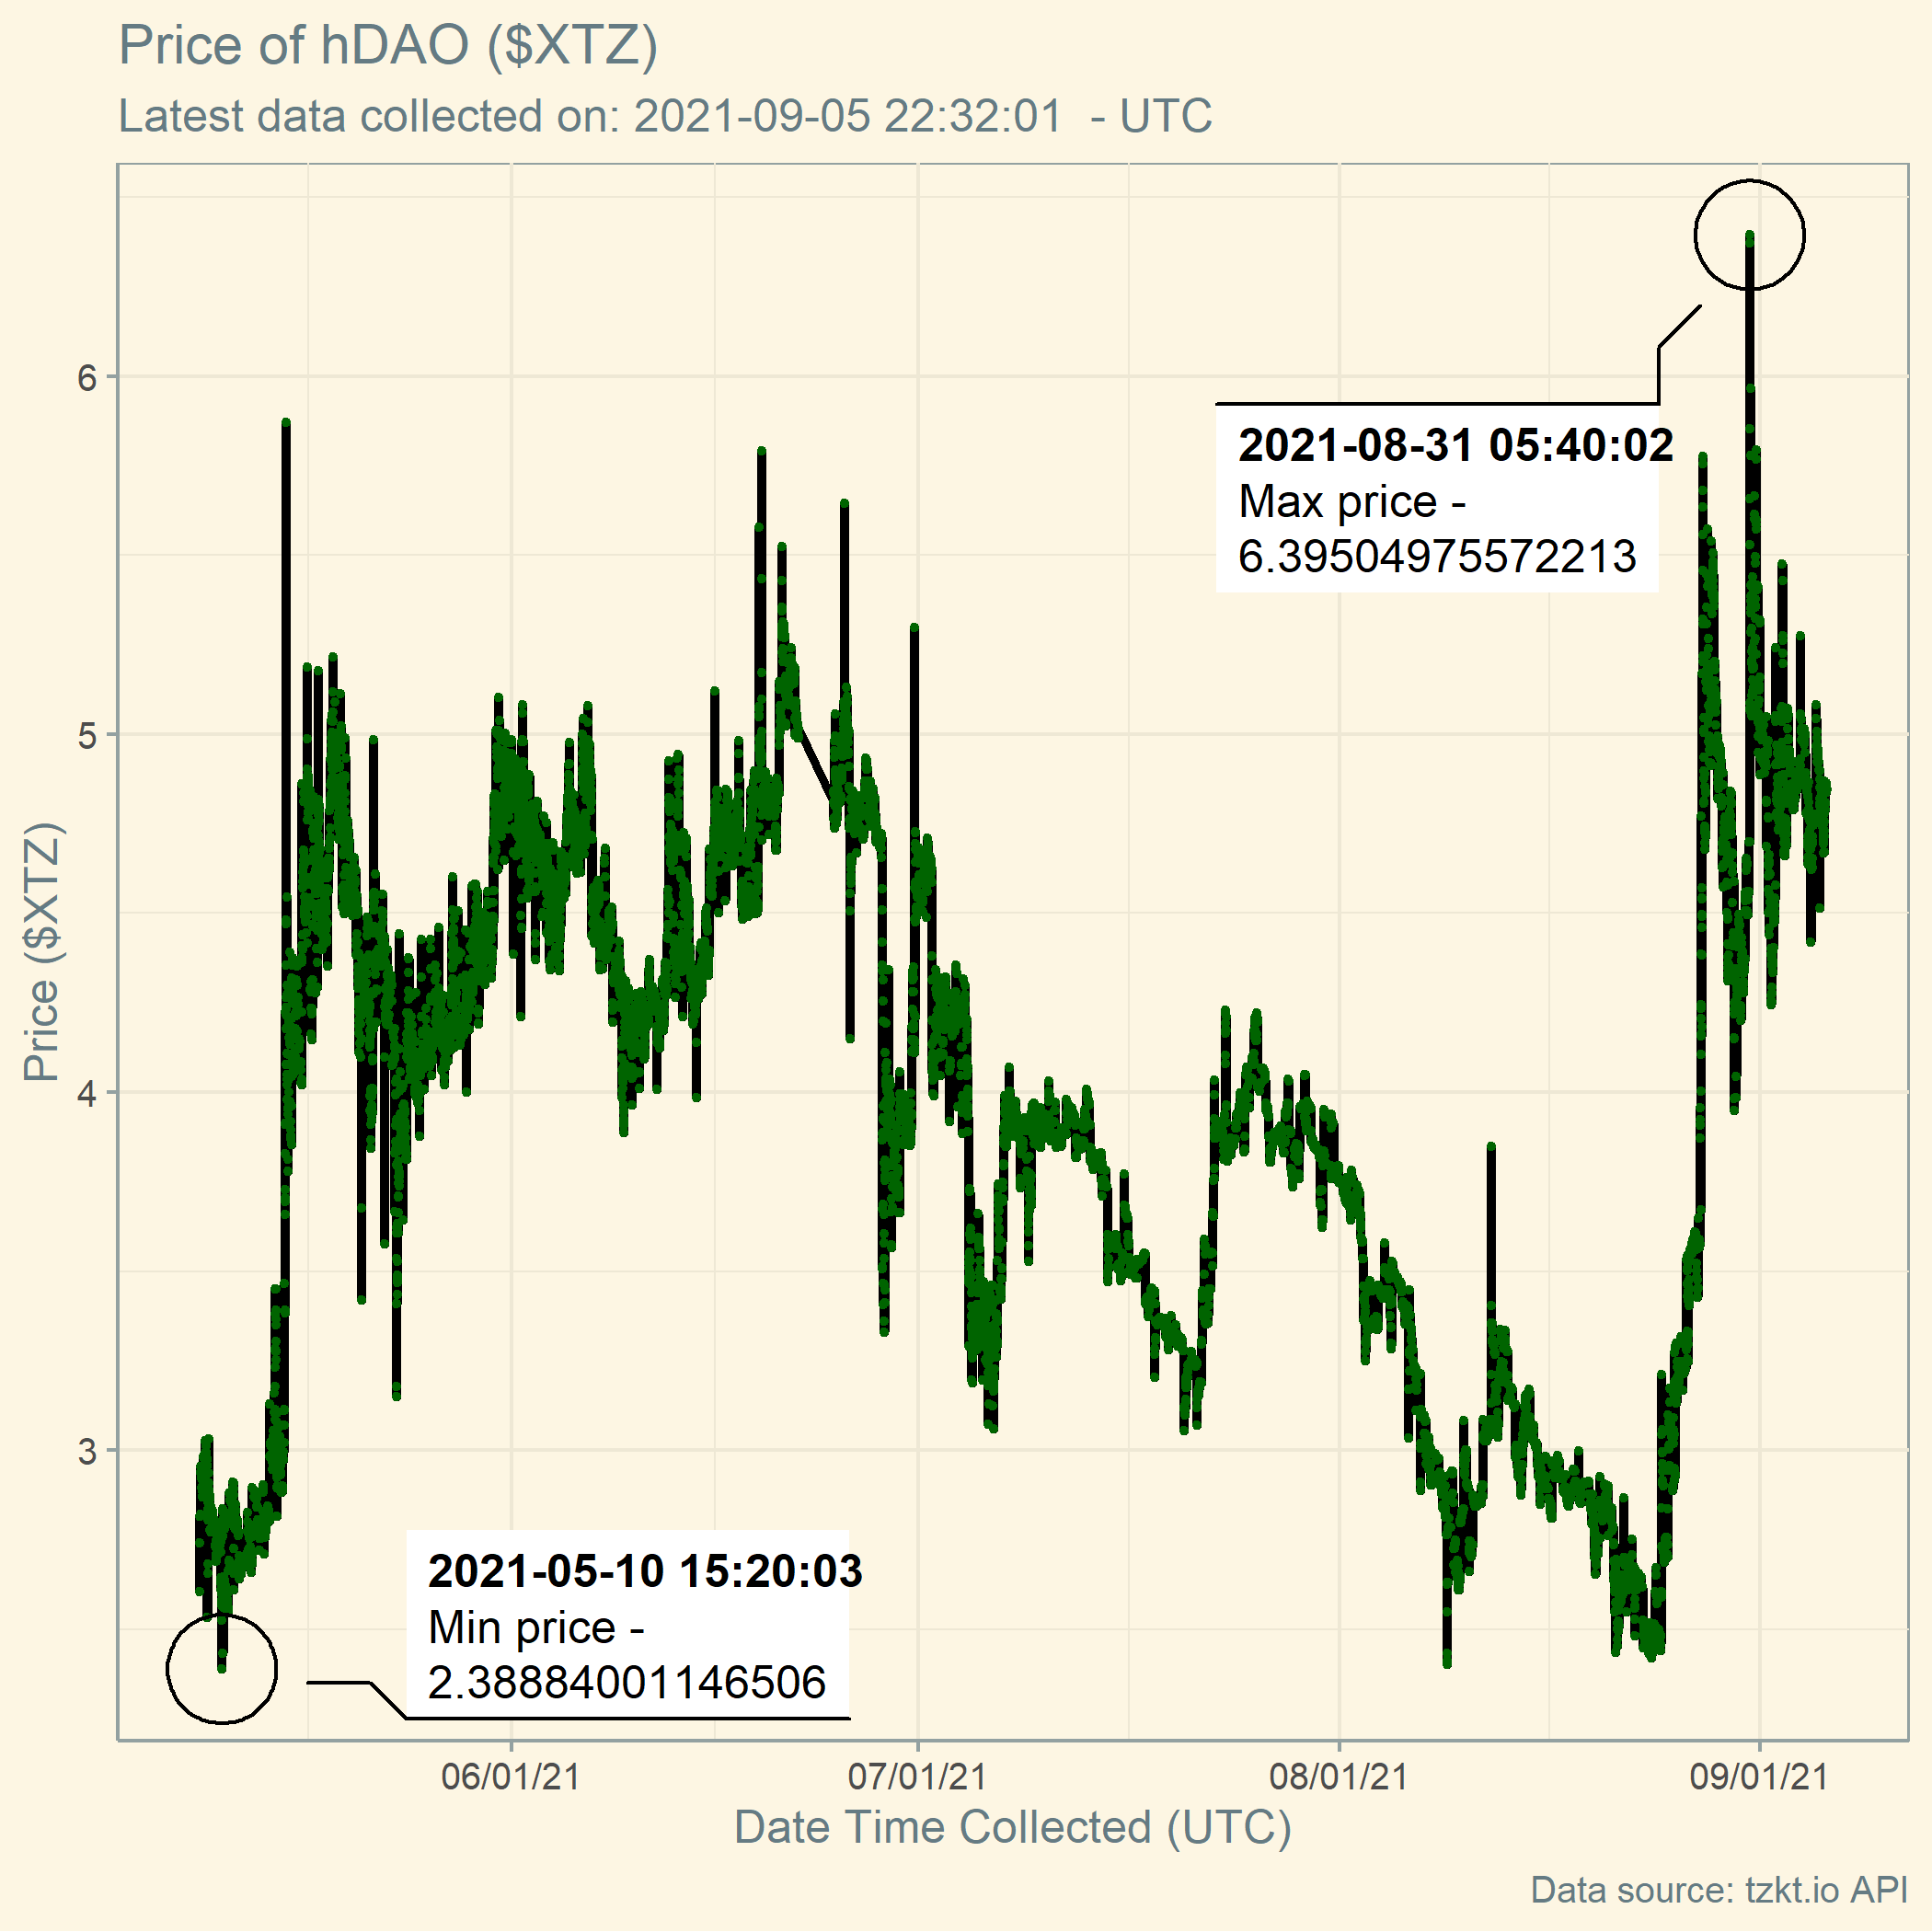 Price of hDAO ($XTZ)
Latest data collected on: 2021-09-05 22:32:01  - UTC
2021-08-31 05:40:02
Max price -
6.39504975572213
6
5
4
3
Price ($XTZ)
2021-05-10 15:20:03
Min price -
2.38884001146506
06/01/21
07/01/21
08/01/21
09/01/21
Date Time Collected (UTC)
Data source: tzkt.io API